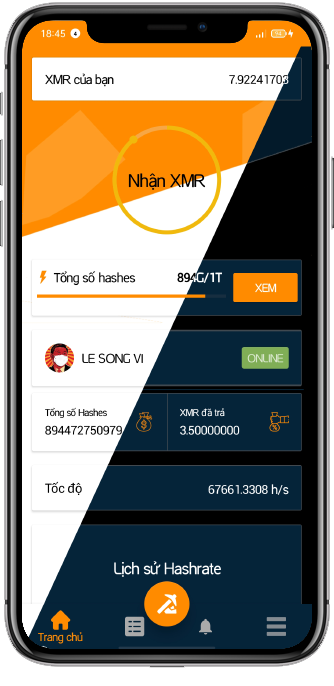 18:45 4
XMR của bạn 7.92241703
Nhận XMR
Tổng số hashes 894G/1T XEM
LE SONG VI ONLINE
Tổng số Hashes XMR đã trả
894472750979 3.50000000
Tốc độ 67661.3308 h/s
Lịch sử Hashrate
Trang chủ